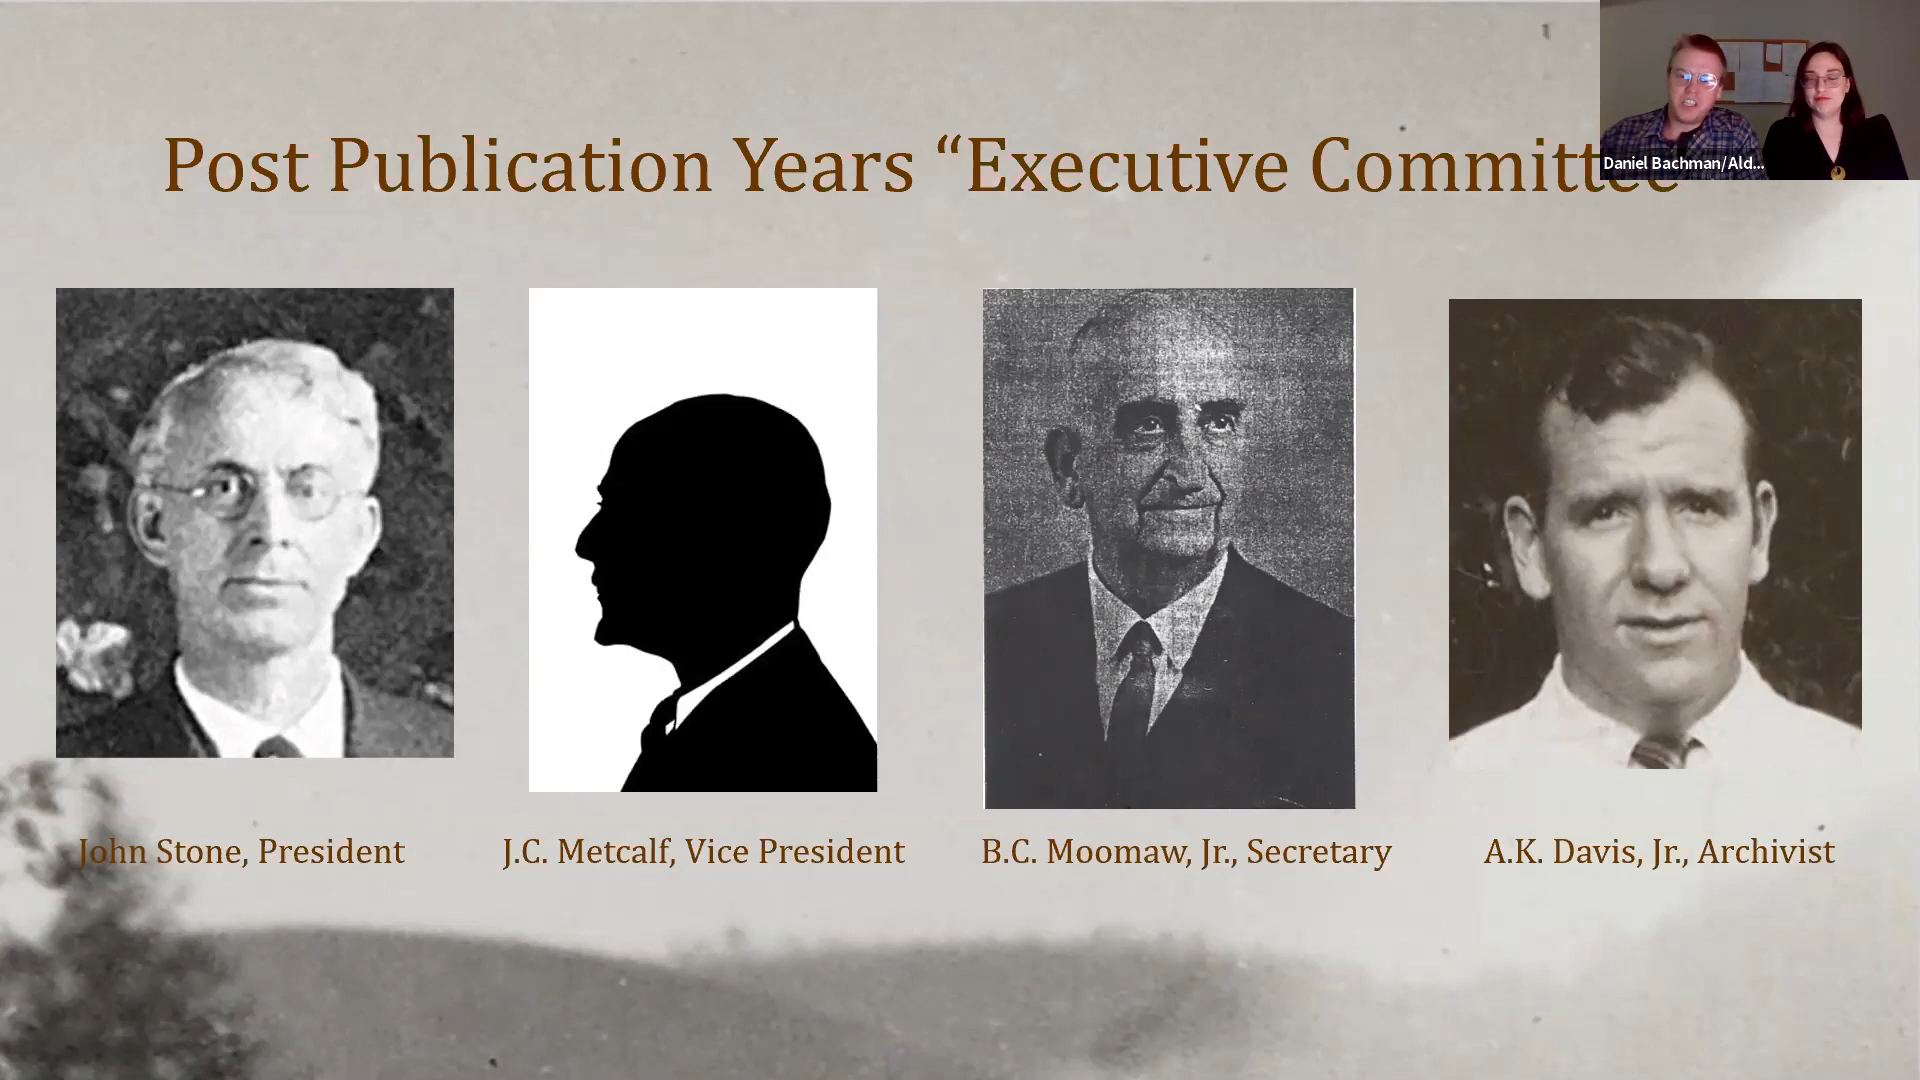 Post Publication Years “Executive Committee
Daniel Bachman/Ald...
John Stone, President
J.C. Metcalf, Vice President
B.C. Moomaw, Jr., Secretary
A.K. Davis, Jr., Archivist